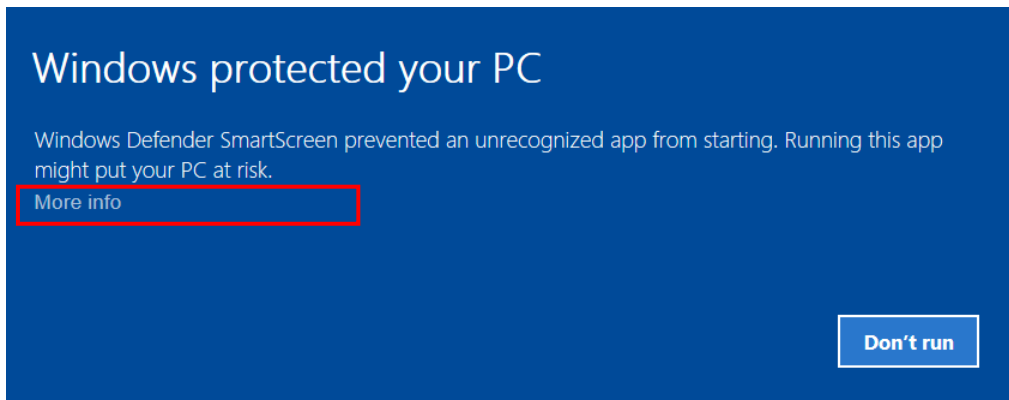 Windows protected your PC
Windows Defender SmartScreen prevented an unrecognized app from starting. Running this app
might put your PC at risk.
More info
Don’t run